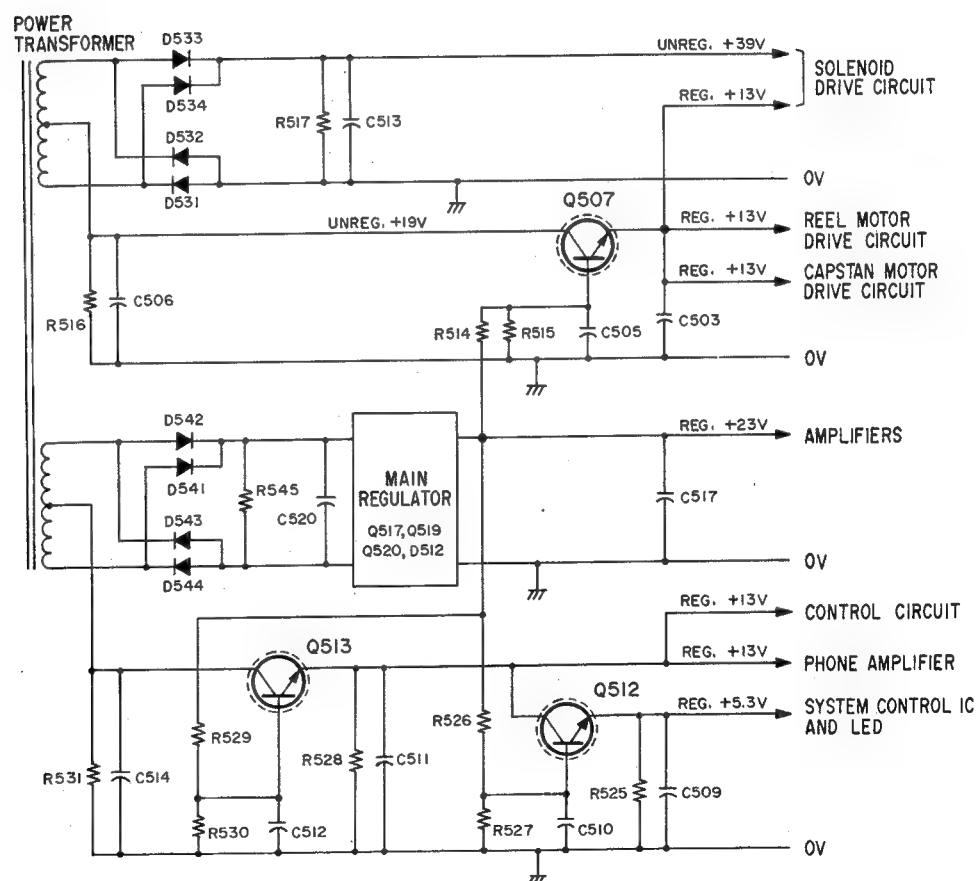 POWER
TRANSFORMER
D533
UNREG. +39V
SOLENOID
DRIVE CIRCUIT
D534
REG. +13V
R517
C513
D532
D531
0V
Q507
UNREG. +19V
REG. +13V
REEL MOTOR
DRIVE CIRCUIT
REG. +13V
CAPSTAN MOTOR
DRIVE CIRCUIT
R516
C506
R514
R515
C505
C503
0V
D542
REG. +23V
AMPLIFIERS
D541
R545
C520
MAIN
REGULATOR
Q517, Q519
Q520, D512
C517
D543
D544
0V
REG. +13V
CONTROL CIRCUIT
Q513
REG. +13V
PHONE AMPLIFIER
Q512
REG. +5.3V
SYSTEM CONTROL IC
AND LED
R529
R528
C511
R526
R531
C514
R525
C509
R530
C512
R527
C510
0V